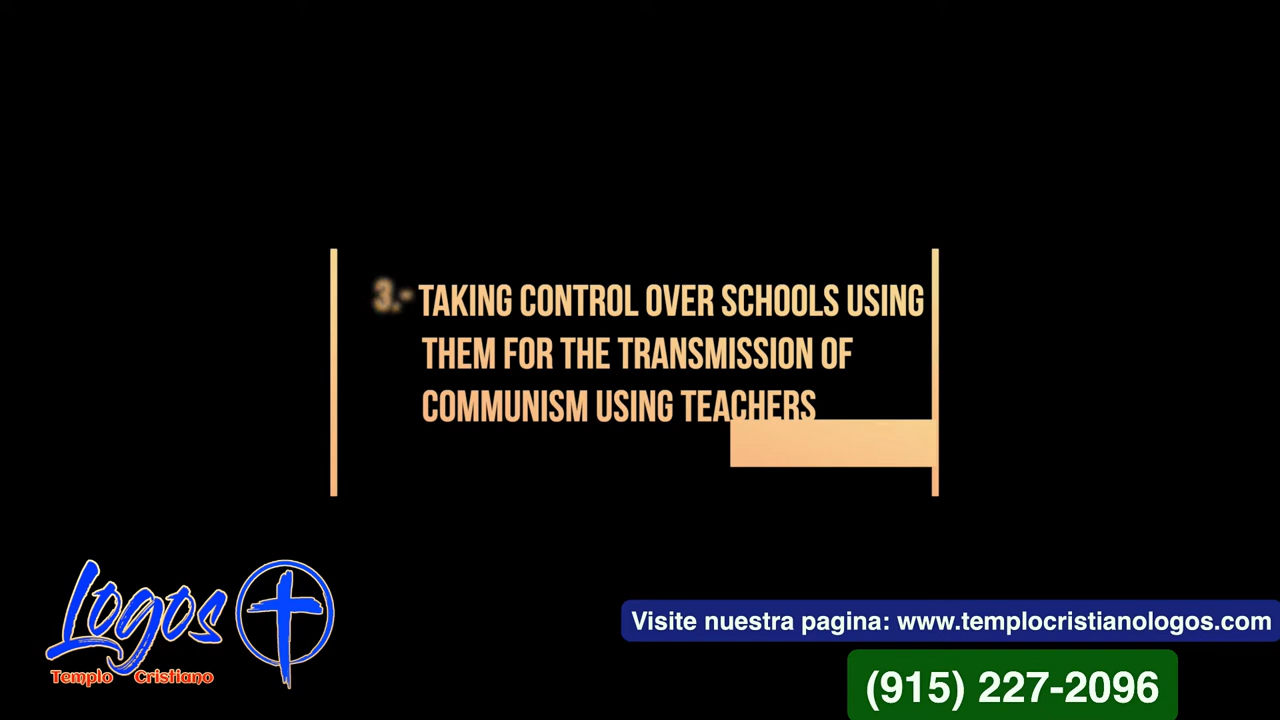 3.- TAKING CONTROL OVER SCHOOLS USING
THEM FOR THE TRANSMISSION OF
COMMUNISM USING TEACHERS
Logos
Templo Cristiano
Visite nuestra pagina: www.templocristianologos.com
(915) 227-2096